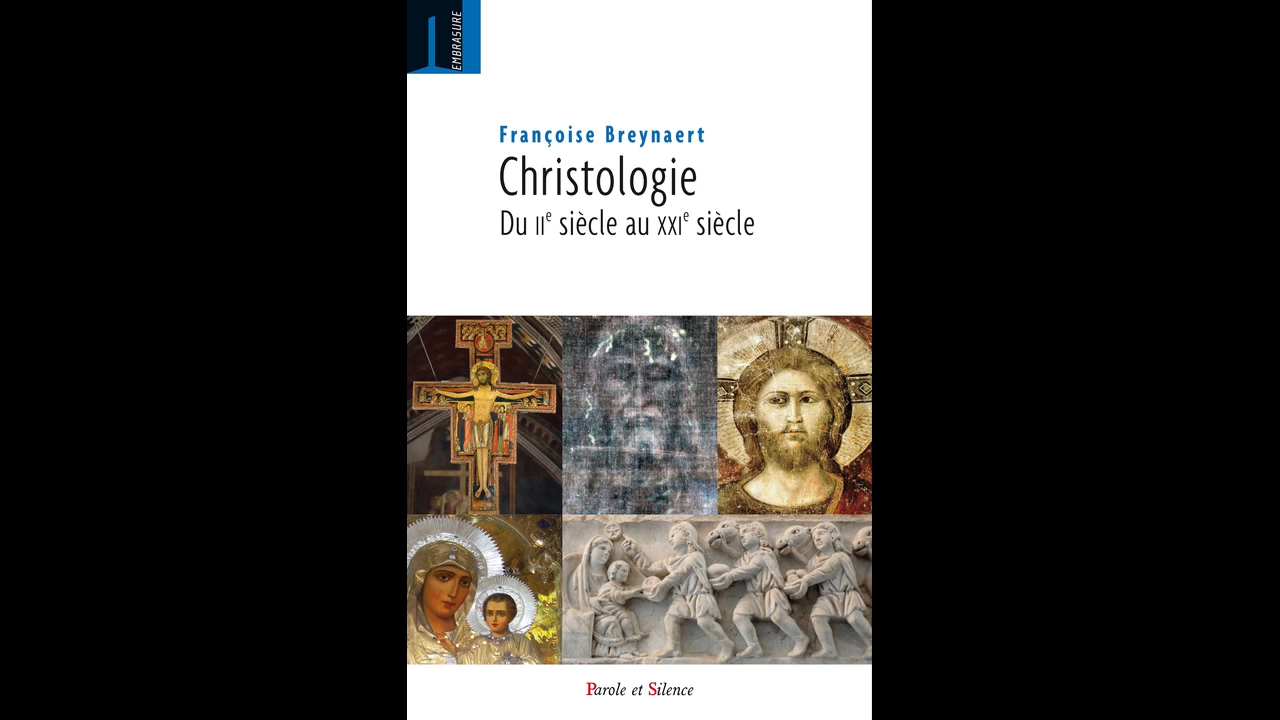 EMBRASURE
Françoise Breynaert
Christologie
Du IIᵉ siècle au XXIᵉ siècle
Parole et Silence